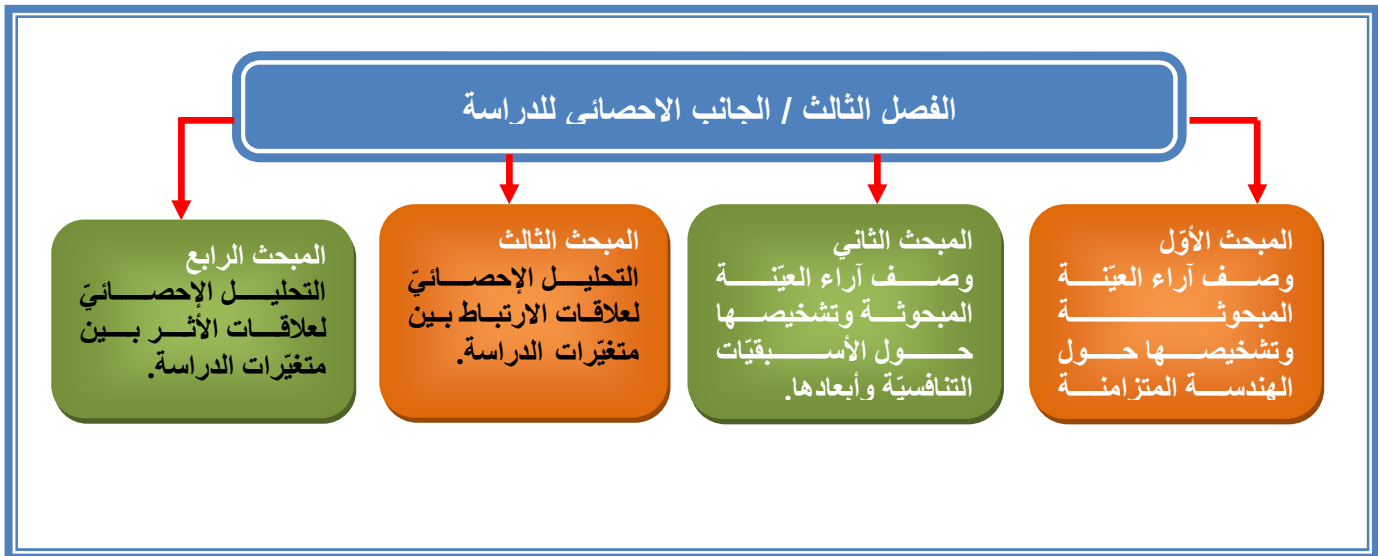 الفصل الثالث / الجانب الاحصائي للدراسة
المبحث الأوّل
وصف آراء العيّنة
المبحوثة
وتشخيصها حول
الهندسة المتزامنة
المبحث الثاني
وصف آراء العيّنة
المبحوثة وتشخيصها
حول الأسبقيّات
التنافسيّة وأبعادها.
المبحث الثالث
التحليل الإحصائيّ
لعلاقات الارتباط بين
متغيّرات الدراسة.
المبحث الرابع
التحليل الإحصائيّ
لعلاقات الأثر بين
متغيّرات الدراسة.